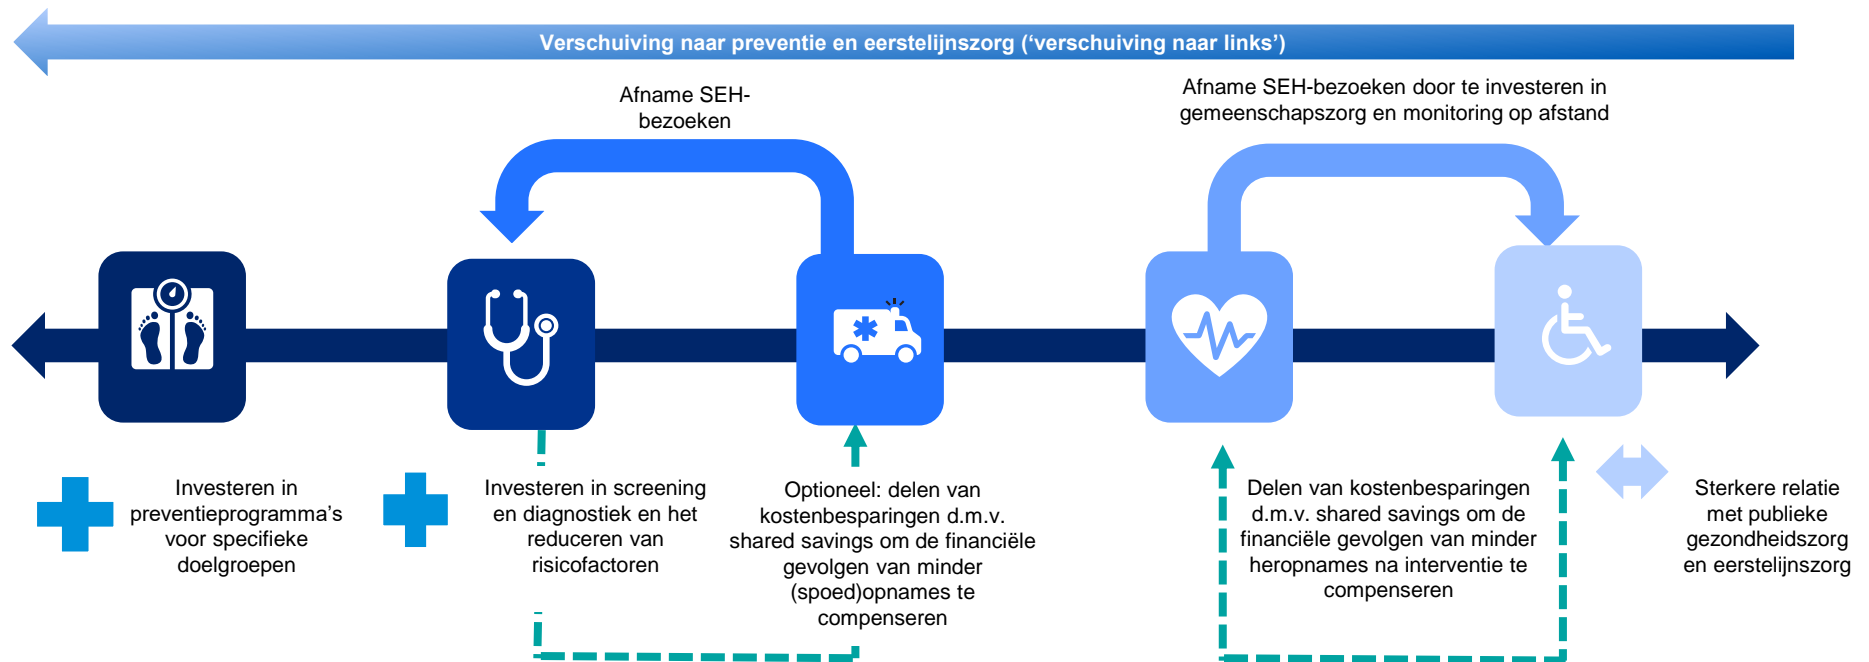 Verschuiving naar preventie en eerstelijnszorg (‘verschuiving naar links’)
Afname SEH-
bezoeken
Afname SEH-bezoeken door te investeren in
gemeenschapszorg en monitoring op afstand
Investeren in
preventieprogramma’s
voor specifieke
doelgroepen
Investeren in screening
en diagnostiek en het
reduceren van
risicofactoren
Optioneel: delen van
kostenbesparingen d.m.v.
shared savings om de financiële
gevolgen van minder
(spoed)opnames te
compenseren
Delen van kostenbesparingen
d.m.v. shared savings om de
financiële gevolgen van minder
heropnames na interventie te
compenseren
Sterkere relatie
met publieke
gezondheidszorg
en eerstelijnszorg